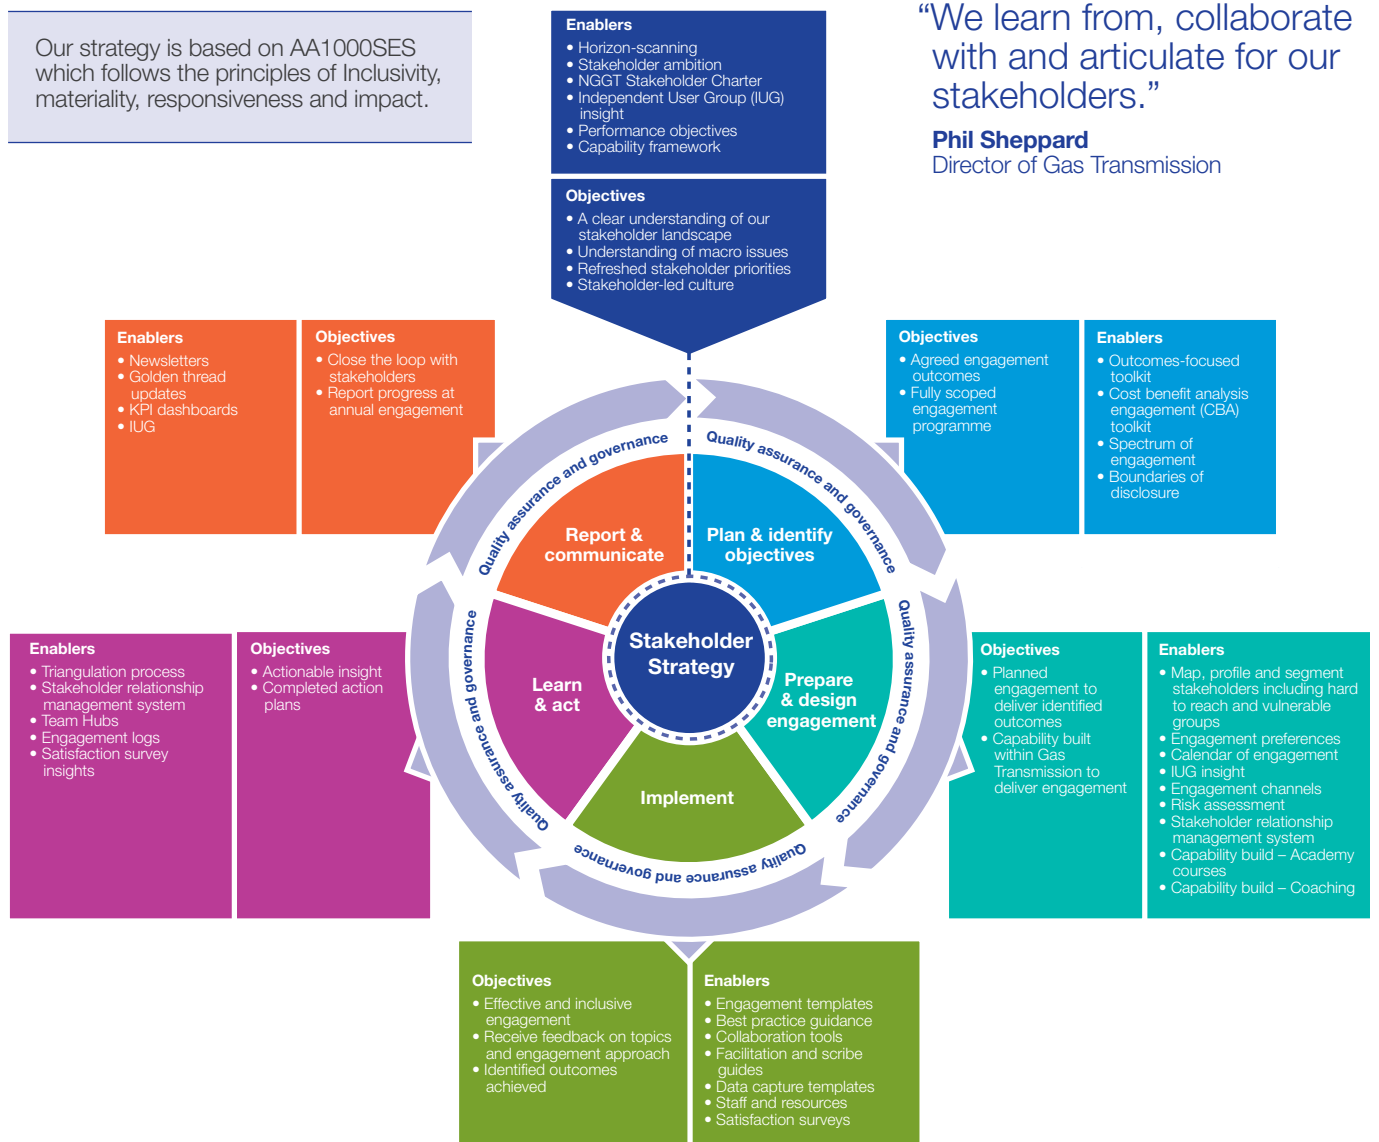 Our strategy is based on AA1000SES
which follows the principles of Inclusivity,
materiality, responsiveness and impact.
Enablers
• Horizon-scanning
• Stakeholder ambition
• NGGT Stakeholder Charter
• Independent User Group (IUG)
insight
• Performance objectives
• Capability framework
Objectives
• A clear understanding of our
stakeholder landscape
• Understanding of macro issues
• Refreshed stakeholder priorities
• Stakeholder-led culture
“We learn from, collaborate
with and articulate for our
stakeholders.”
Phil Sheppard
Director of Gas Transmission
Enablers
• Newsletters
• Golden thread
updates
• KPI dashboards
• IUG
Objectives
• Close the loop with
stakeholders
• Report progress at
annual engagement
Objectives
• Agreed engagement
outcomes
• Fully scoped
engagement
programme
Enablers
• Outcomes-focused
toolkit
• Cost benefit analysis
engagement (CBA)
toolkit
• Spectrum of
engagement
• Boundaries of
disclosure
Quality assurance and governance
Quality assurance and governance
Quality assurance and governance
Quality assurance and governance
Quality assurance and governance
Report &
communicate
Plan & identify
objectives
Stakeholder
Strategy
Learn
& act
Prepare
& design
engagement
Implement
Enablers
• Triangulation process
• Stakeholder relationship
management system
• Team Hubs
• Engagement logs
• Satisfaction survey
insights
Objectives
• Actionable insight
• Completed action
plans
Objectives
• Planned
engagement to
deliver identified
outcomes
• Capability built
within Gas
Transmission to
deliver engagement
Enablers
• Map, profile and segment
stakeholders including hard
to reach and vulnerable
groups
• Engagement preferences
• Calendar of engagement
• IUG insight
• Engagement channels
• Risk assessment
• Stakeholder relationship
management system
• Capability build – Academy
courses
• Capability build – Coaching
Objectives
• Effective and inclusive
engagement
• Receive feedback on topics
and engagement approach
• Identified outcomes
achieved
Enablers
• Engagement templates
• Best practice guidance
• Collaboration tools
• Facilitation and scribe
guides
• Data capture templates
• Staff and resources
• Satisfaction surveys